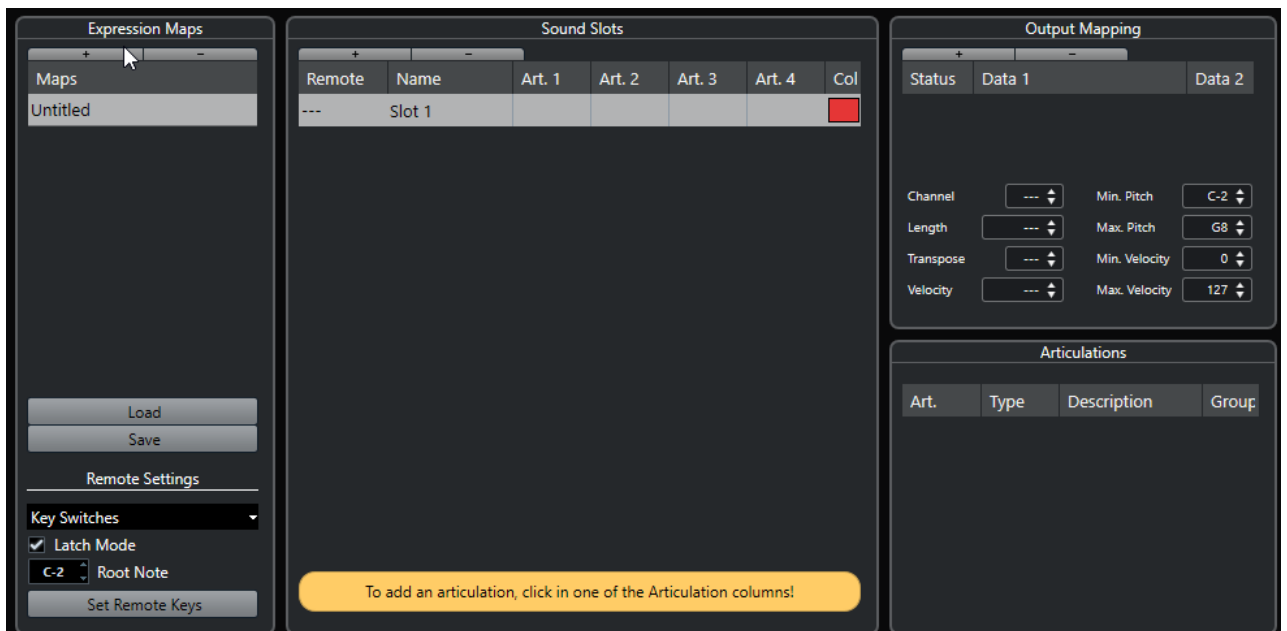 Expression Maps
+ −
Maps
Untitled
Load
Save
Remote Settings
Key Switches
Latch Mode
C-2 Root Note
Set Remote Keys
Sound Slots
+ −
Remote Name Art. 1 Art. 2 Art. 3 Art. 4 Col
--- Slot 1
To add an articulation, click in one of the Articulation columns!
Output Mapping
+ −
Status Data 1 Data 2
Channel --- Min. Pitch C-2
Length --- Max. Pitch G8
Transpose --- Min. Velocity 0
Velocity --- Max. Velocity 127
Articulations
Art. Type Description Group